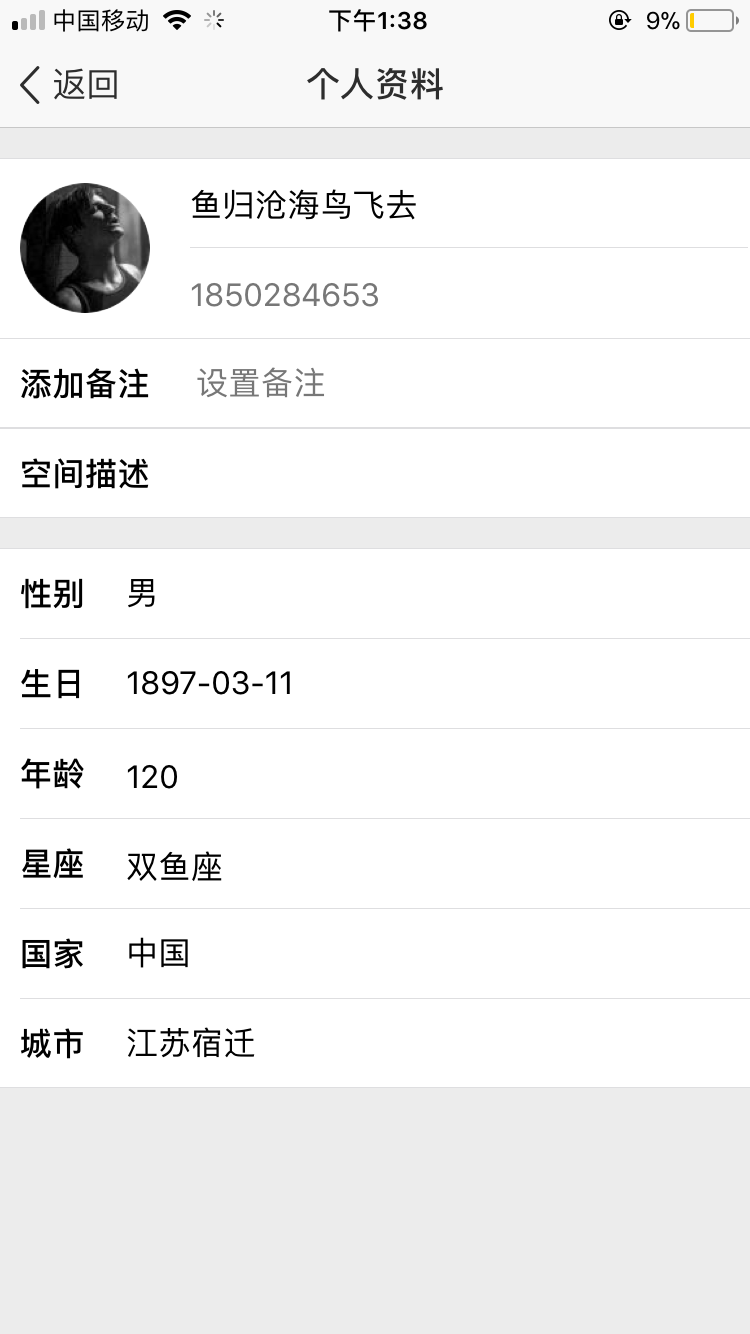 中国移动 下午1:38 9%
返回 个人资料
鱼归沧海鸟飞去
1850284653
添加备注 设置备注
空间描述
性别 男
生日 1897-03-11
年龄 120
星座 双鱼座
国家 中国
城市 江苏宿迁